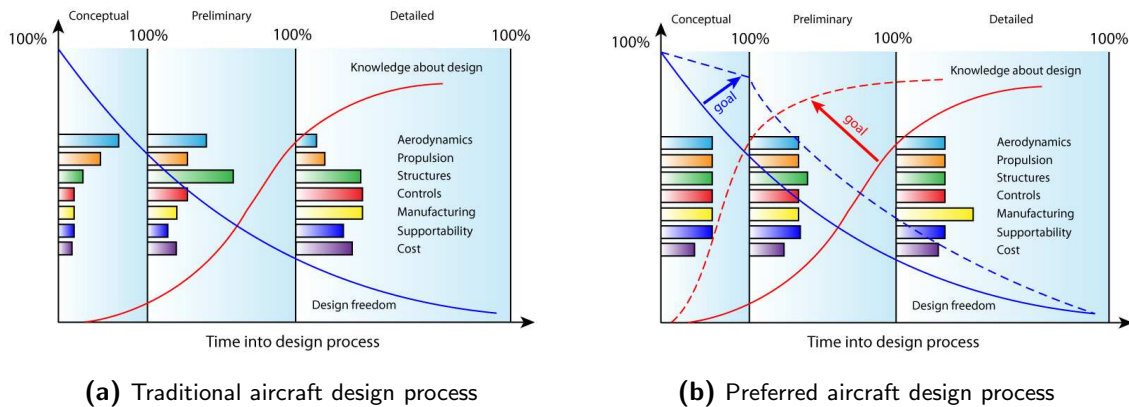 Conceptual Preliminary Detailed
100% 100% 100% 100%
Knowledge about design
Aerodynamics
Propulsion
Structures
Controls
Manufacturing
Supportability
Cost
Design freedom
Time into design process
(a) Traditional aircraft design process
Conceptual Preliminary Detailed
100% 100% 100% 100%
Knowledge about design
goal
goal
Aerodynamics
Propulsion
Structures
Controls
Manufacturing
Supportability
Cost
Design freedom
Time into design process
(b) Preferred aircraft design process